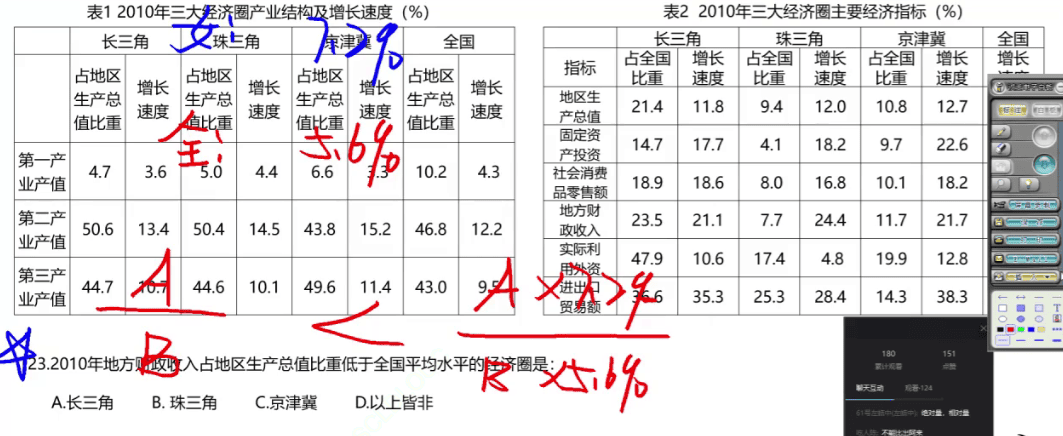 表1 2010年三大经济圈产业结构及增长速度（%）
长三角 珠三角 京津冀 全国
占地区生产总值比重 增长速度 占地区生产总值比重 增长速度 占地区生产总值比重 增长速度 占地区生产总值比重 增长速度
第一产业产值 4.7 3.6 5.0 4.4 6.6 3.3 10.2 4.3
第二产业产值 50.6 13.4 50.4 14.5 43.8 15.2 46.8 12.2
第三产业产值 44.7 10.7 44.6 10.1 49.6 11.4 43.0 9.5
表2 2010年三大经济圈主要经济指标（%）
长三角 珠三角 京津冀 全国
指标 占全国比重 增长速度 占全国比重 增长速度 占全国比重 增长速度 增长速度
地区生产总值 21.4 11.8 9.4 12.0 10.8 12.7
固定资产投资 14.7 17.7 4.1 18.2 9.7 22.6
社会消费品零售额 18.9 18.6 8.0 16.8 10.1 18.2
地方财政收入 23.5 21.1 7.7 24.4 11.7 21.7
实际利用外资 47.9 10.6 17.4 4.8 19.9 12.8
进出口贸易额 36.6 35.3 25.3 28.4 14.3 38.3
女:
全: 5.6%
A
B
<
A×7.7%
B×5.6%
23.2010年地方财政收入占地区生产总值比重低于全国平均水平的经济圈是：
A.长三角 B. 珠三角 C.京津冀 D.以上皆非
180 151
累计观看 点赞
聊天互动 观看·124
绝对量，相对量